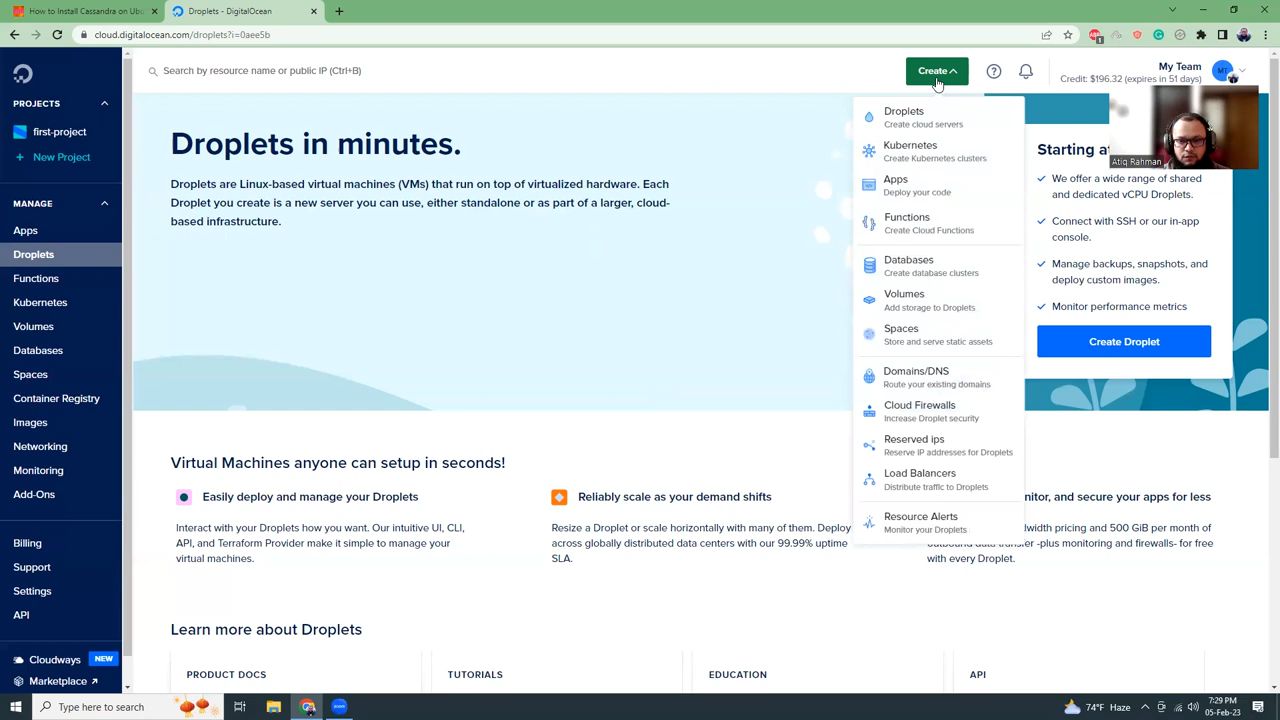 How to Install Cassandra on Ubu
Droplets - DigitalOcean
cloud.digitalocean.com/droplets?i=0aee5b
PROJECTS
first-project
+ New Project
MANAGE
Apps
Droplets
Functions
Kubernetes
Volumes
Databases
Spaces
Container Registry
Images
Networking
Monitoring
Add-Ons
Billing
Support
Settings
API
Cloudways NEW
Marketplace
Search by resource name or public IP (Ctrl+B)
Create
My Team
Credit: $196.32 (expires in 51 days)
MT
Droplets in minutes.
Droplets are Linux-based virtual machines (VMs) that run on top of virtualized hardware. Each
Droplet you create is a new server you can use, either standalone or as part of a larger, cloud-
based infrastructure.
Droplets
Create cloud servers
Kubernetes
Create Kubernetes clusters
Apps
Deploy your code
Functions
Create Cloud Functions
Databases
Create database clusters
Volumes
Add storage to Droplets
Spaces
Store and serve static assets
Domains/DNS
Route your existing domains
Cloud Firewalls
Increase Droplet security
Reserved ips
Reserve IP addresses for Droplets
Load Balancers
Distribute traffic to Droplets
Resource Alerts
Monitor your Droplets
Starting at
Atiq Rahman
We offer a wide range of shared
and dedicated vCPU Droplets.
Connect with SSH or our in-app
console.
Manage backups, snapshots, and
deploy custom images.
Monitor performance metrics
Create Droplet
Virtual Machines anyone can setup in seconds!
Easily deploy and manage your Droplets
Interact with your Droplets how you want. Our intuitive UI, CLI,
API, and Terraform Provider make it simple to manage your
virtual machines.
Reliably scale as your demand shifts
Resize a Droplet or scale horizontally with many of them. Deploy
across globally distributed data centers with our 99.99% uptime
SLA.
nitor, and secure your apps for less
dwidth pricing and 500 GiB per month of
outbound data transfer -plus monitoring and firewalls- for free
with every Droplet.
Learn more about Droplets
PRODUCT DOCS
TUTORIALS
EDUCATION
API
Type here to search
74°F Haze
7:29 PM
05-Feb-23